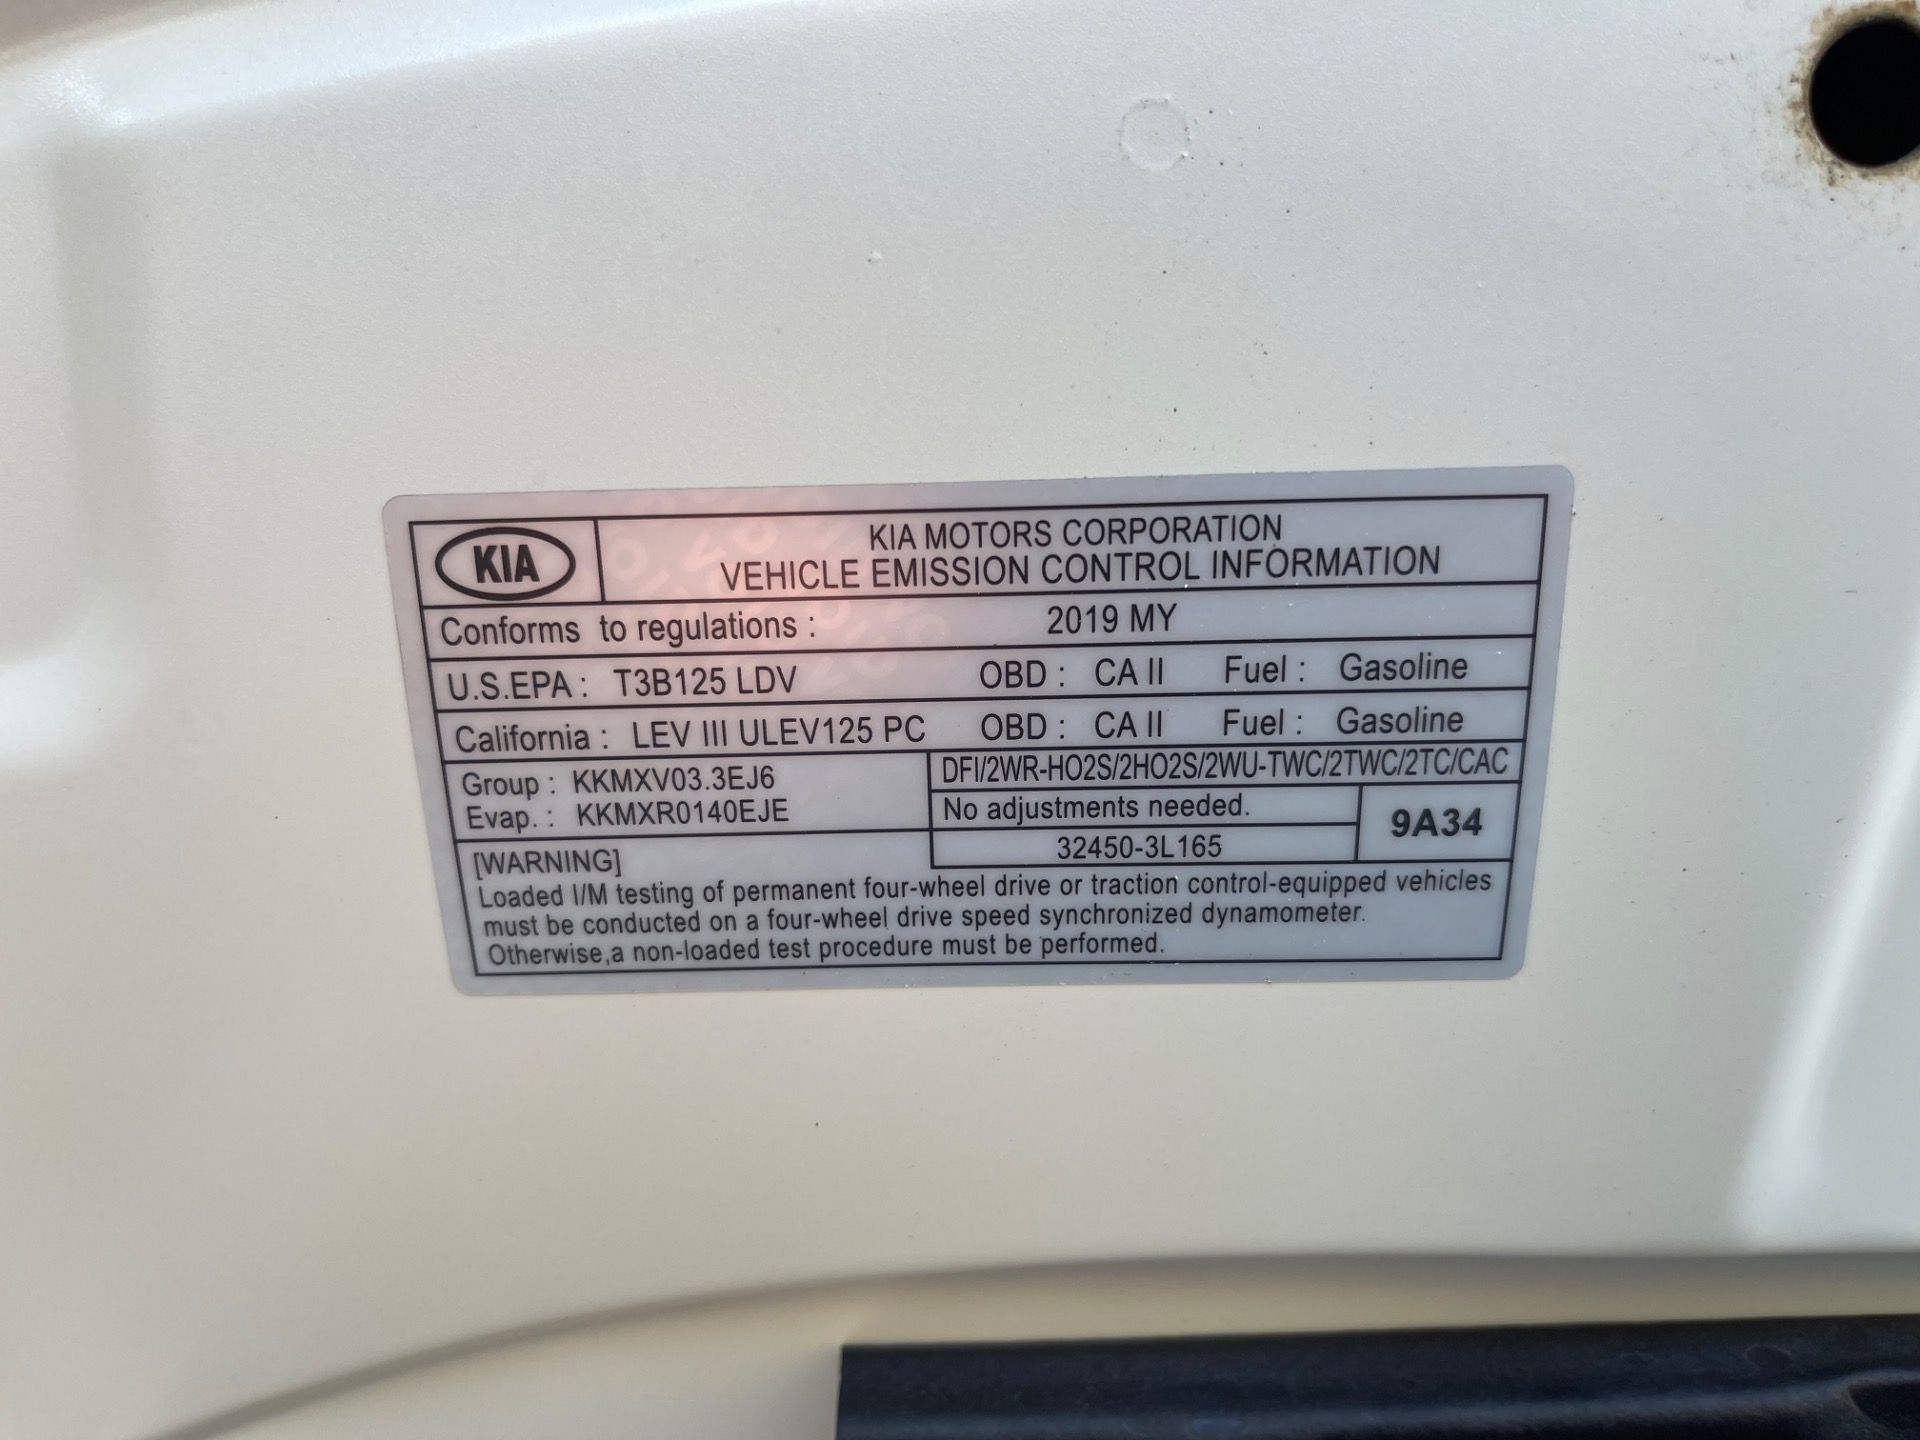 KIA
KIA MOTORS CORPORATION
VEHICLE EMISSION CONTROL INFORMATION
Conforms to regulations : 2019 MY
U.S.EPA : T3B125 LDV OBD : CA II Fuel : Gasoline
California : LEV III ULEV125 PC OBD : CA II Fuel : Gasoline
Group : KKMXV03.3EJ6
Evap. : KKMXR0140EJE
DFI/2WR-HO2S/2HO2S/2WU-TWC/2TWC/2TC/CAC
No adjustments needed.
32450-3L165
9A34
[WARNING]
Loaded I/M testing of permanent four-wheel drive or traction control-equipped vehicles
must be conducted on a four-wheel drive speed synchronized dynamometer.
Otherwise,a non-loaded test procedure must be performed.